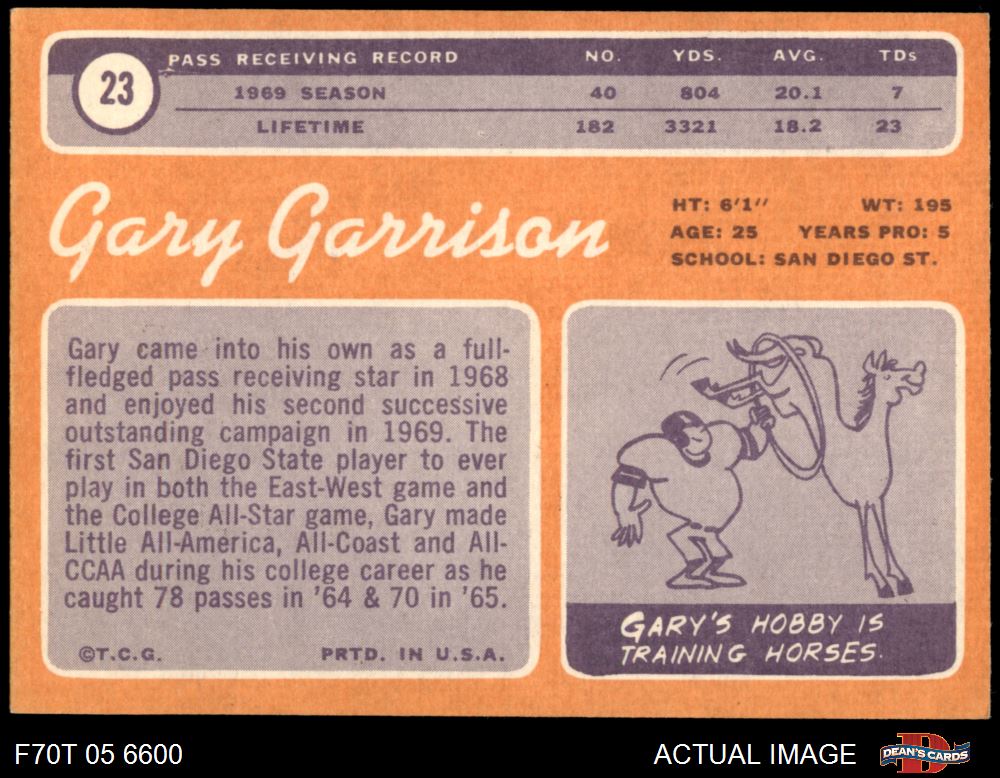 PASS RECEIVING RECORD NO. YDS. AVG. TDs
23
1969 SEASON 40 804 20.1 7
LIFETIME 182 3321 18.2 23
Gary Garrison
HT: 6'1" WT: 195
AGE: 25 YEARS PRO: 5
SCHOOL: SAN DIEGO ST.
Gary came into his own as a full-
fledged pass receiving star in 1968
and enjoyed his second successive
outstanding campaign in 1969. The
first San Diego State player to ever
play in both the East-West game and
the College All-Star game, Gary made
Little All-America, All-Coast and All-
CCAA during his college career as he
caught 78 passes in '64 & 70 in '65.
©T.C.G. PRTD. IN U.S.A.
GARY'S HOBBY IS
TRAINING HORSES.
F70T 05 6600 ACTUAL IMAGE DEAN'S CARDS